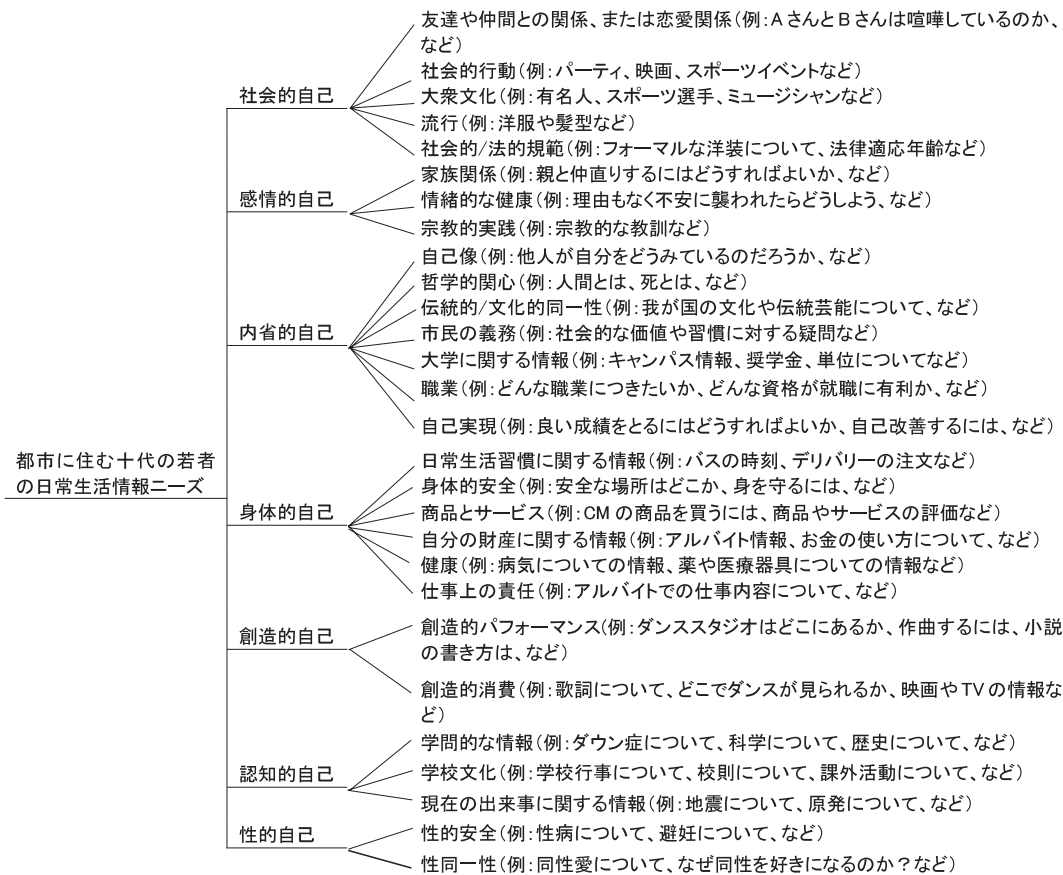 友達や仲間との関係、または恋愛関係(例:AさんとBさんは喧嘩しているのか、
など)
社会的行動(例:パーティ、映画、スポーツイベントなど)
社会的自己
大衆文化(例:有名人、スポーツ選手、ミュージシャンなど)
流行(例:洋服や髪型など)
社会的/法的規範(例:フォーマルな洋装について、法律適応年齢など)
家族関係(例:親と仲直りするにはどうすればよいか、など)
感情的自己
情緒的な健康(例:理由もなく不安に襲われたらどうしよう、など)
宗教的実践(例:宗教的な教訓など)
自己像(例:他人が自分をどうみているのだろうか、など)
哲学的関心(例:人間とは、死とは、など)
伝統的/文化的同一性(例:我が国の文化や伝統芸能について、など)
内省的自己
市民の義務(例:社会的な価値や習慣に対する疑問など)
大学に関する情報(例:キャンパス情報、奨学金、単位についてなど)
職業(例:どんな職業につきたいか、どんな資格が就職に有利か、など)
自己実現(例:良い成績をとるにはどうすればよいか、自己改善するには、など)
都市に住む十代の若者
の日常生活情報ニーズ
日常生活習慣に関する情報(例:バスの時刻、デリバリーの注文など)
身体的安全(例:安全な場所はどこか、身を守るには、など)
身体的自己
商品とサービス(例:CMの商品を買うには、商品やサービスの評価など)
自分の財産に関する情報(例:アルバイト情報、お金の使い方について、など)
健康(例:病気についての情報、薬や医療器具についての情報など)
仕事上の責任(例:アルバイトでの仕事内容について、など)
創造的自己
創造的パフォーマンス(例:ダンススタジオはどこにあるか、作曲するには、小説
の書き方は、など)
創造的消費(例:歌詞について、どこでダンスが見られるか、映画やTVの情報な
ど)
学問的な情報(例:ダウン症について、科学について、歴史について、など)
認知的自己
学校文化(例:学校行事について、校則について、課外活動について、など)
現在の出来事に関する情報(例:地震について、原発について、など)
性的自己
性的安全(例:性病について、避妊について、など)
性同一性(例:同性愛について、なぜ同性を好きになるのか?など)